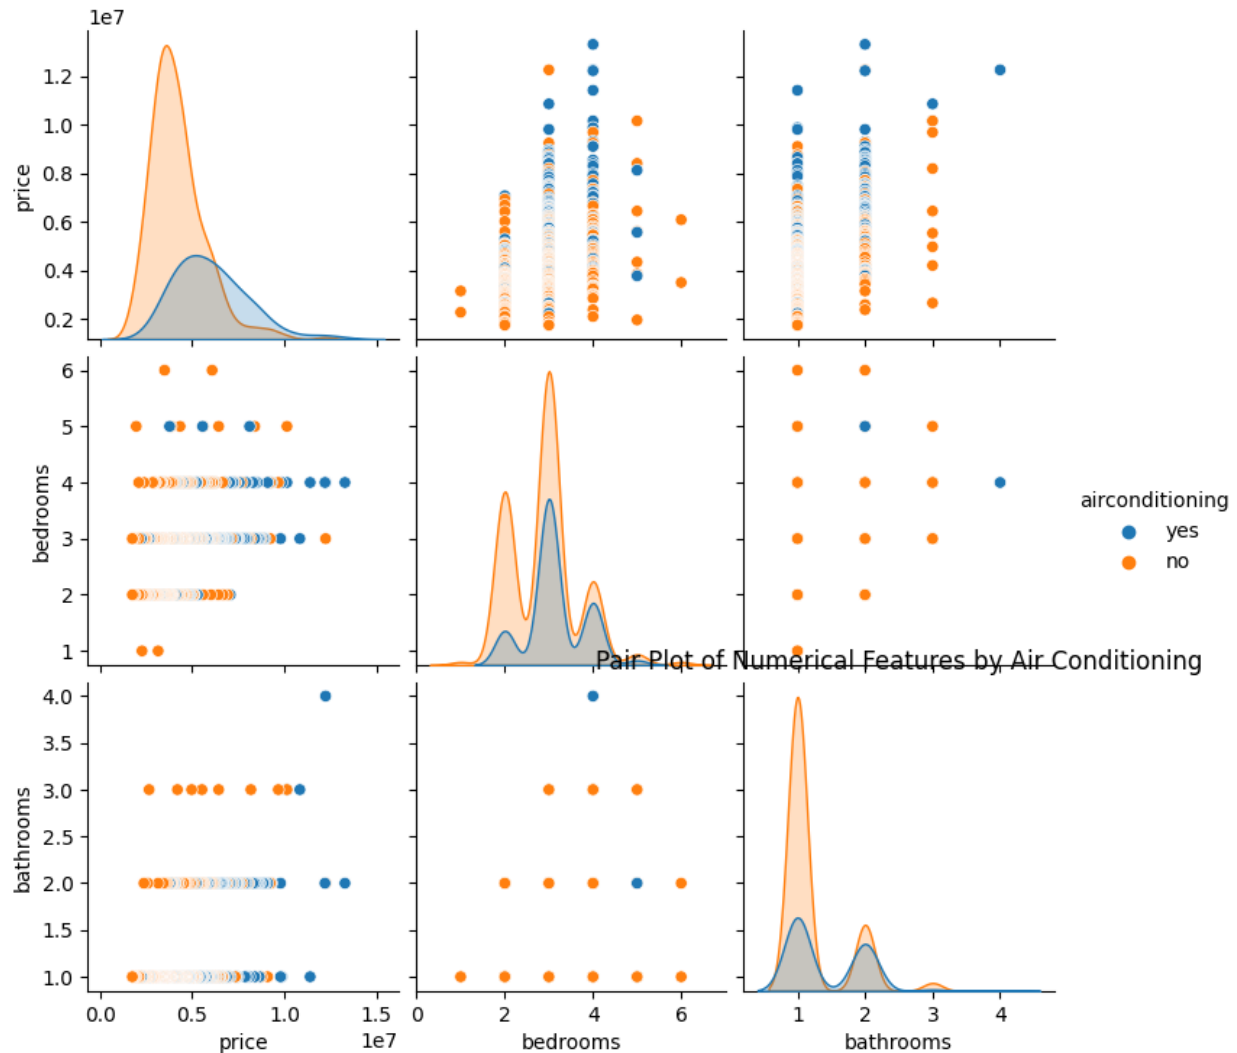 1e7
1.2
1.0
0.8
0.6
0.4
0.2
price
6
5
4
3
2
1
bedrooms
airconditioning
yes
no
Pair Plot of Numerical Features by Air Conditioning
4.0
3.5
3.0
2.5
2.0
1.5
1.0
bathrooms
0.0 0.5 1.0 1.5
1e7
price
0 2 4 6
bedrooms
1 2 3 4
bathrooms